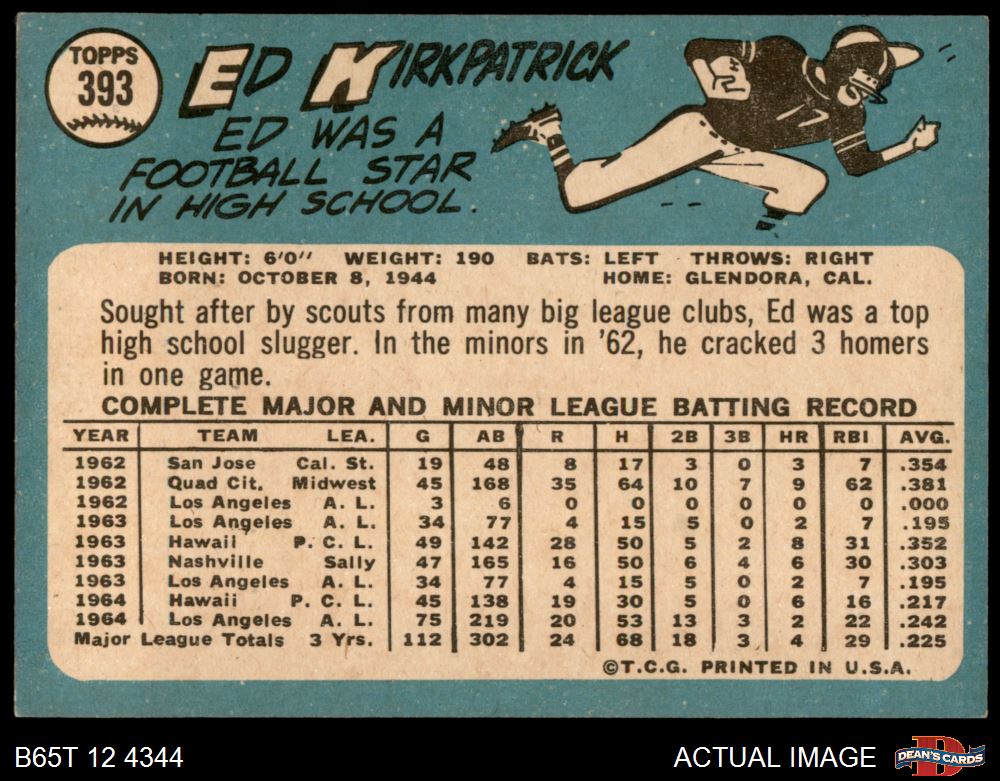 TOPPS
393
ED KIRKPATRICK
ED WAS A
FOOTBALL STAR
IN HIGH SCHOOL.
HEIGHT: 6'0" WEIGHT: 190 BATS: LEFT THROWS: RIGHT
BORN: OCTOBER 8, 1944 HOME: GLENDORA, CAL.
Sought after by scouts from many big league clubs, Ed was a top
high school slugger. In the minors in '62, he cracked 3 homers
in one game.
COMPLETE MAJOR AND MINOR LEAGUE BATTING RECORD
YEAR TEAM LEA. G AB R H 2B 3B HR RBI AVG.
1962 San Jose Cal. St. 19 48 8 17 3 0 3 7 .354
1962 Quad Cit. Midwest 45 168 35 64 10 7 9 62 .381
1962 Los Angeles A. L. 3 6 0 0 0 0 0 0 .000
1963 Los Angeles A. L. 34 77 4 15 5 0 2 7 .195
1963 Hawaii P. C. L. 49 142 28 50 5 2 8 31 .352
1963 Nashville Sally 47 165 16 50 6 4 6 30 .303
1963 Los Angeles A. L. 34 77 4 15 5 0 2 7 .195
1964 Hawaii P. C. L. 45 138 19 30 5 0 6 16 .217
1964 Los Angeles A. L. 75 219 20 53 13 3 2 22 .242
Major League Totals 3 Yrs. 112 302 24 68 18 3 4 29 .225
©T.C.G. PRINTED IN U.S.A.
B65T 12 4344 ACTUAL IMAGE DEAN'S CARDS